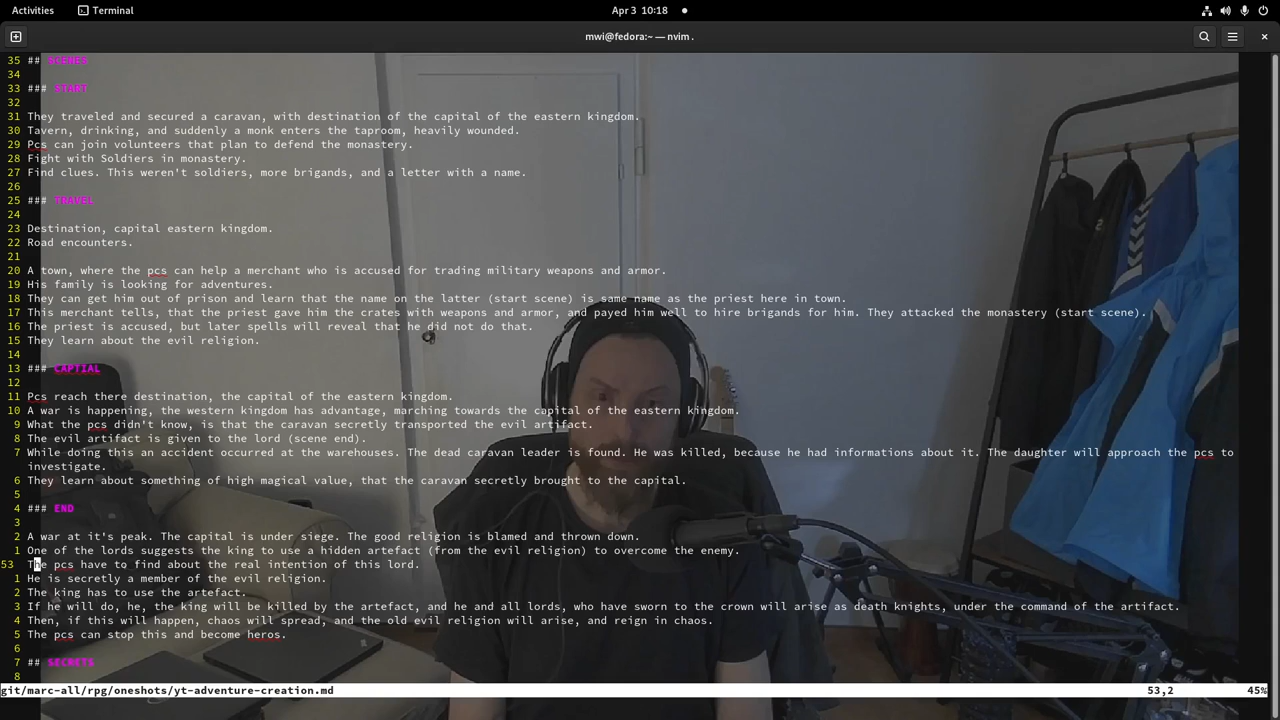 Activities
Terminal
Apr 3 10:18
mwi@fedora:~ — nvim .
35 ## SCENES
34
33 ### START
32
31 They traveled and secured a caravan, with destination of the capital of the eastern kingdom.
30 Tavern, drinking, and suddenly a monk enters the taproom, heavily wounded.
29 Pcs can join volunteers that plan to defend the monastery.
28 Fight with Soldiers in monastery.
27 Find clues. This weren't soldiers, more brigands, and a letter with a name.
26
25 ### TRAVEL
24
23 Destination, capital eastern kingdom.
22 Road encounters.
21
20 A town, where the pcs can help a merchant who is accused for trading military weapons and armor.
19 His family is looking for adventures.
18 They can get him out of prison and learn that the name on the latter (start scene) is same name as the priest here in town.
17 This merchant tells, that the priest gave him the crates with weapons and armor, and payed him well to hire brigands for him. They attacked the monastery (start scene).
16 The priest is accused, but later spells will reveal that he did not do that.
15 They learn about the evil religion.
14
13 ### CAPTIAL
12
11 Pcs reach there destination, the capital of the eastern kingdom.
10 A war is happening, the western kingdom has advantage, marching towards the capital of the eastern kingdom.
9 What the pcs didn't know, is that the caravan secretly transported the evil artifact.
8 The evil artifact is given to the lord (scene end).
7 While doing this an accident occurred at the warehouses. The dead caravan leader is found. He was killed, because he had informations about it. The daughter will approach the pcs to
investigate.
6 They learn about something of high magical value, that the caravan secretly brought to the capital.
5
4 ### END
3
2 A war at it's peak. The capital is under siege. The good religion is blamed and thrown down.
1 One of the lords suggests the king to use a hidden artefact (from the evil religion) to overcome the enemy.
53 The pcs have to find about the real intention of this lord.
1 He is secretly a member of the evil religion.
2 The king has to use the artefact.
3 If he will do, he, the king will be killed by the artefact, and he and all lords, who have sworn to the crown will arise as death knights, under the command of the artifact.
4 Then, if this will happen, chaos will spread, and the old evil religion will arise, and reign in chaos.
5 The pcs can stop this and become heros.
6
7 ## SECRETS
8
git/marc-all/rpg/oneshots/yt-adventure-creation.md
53,2
45%